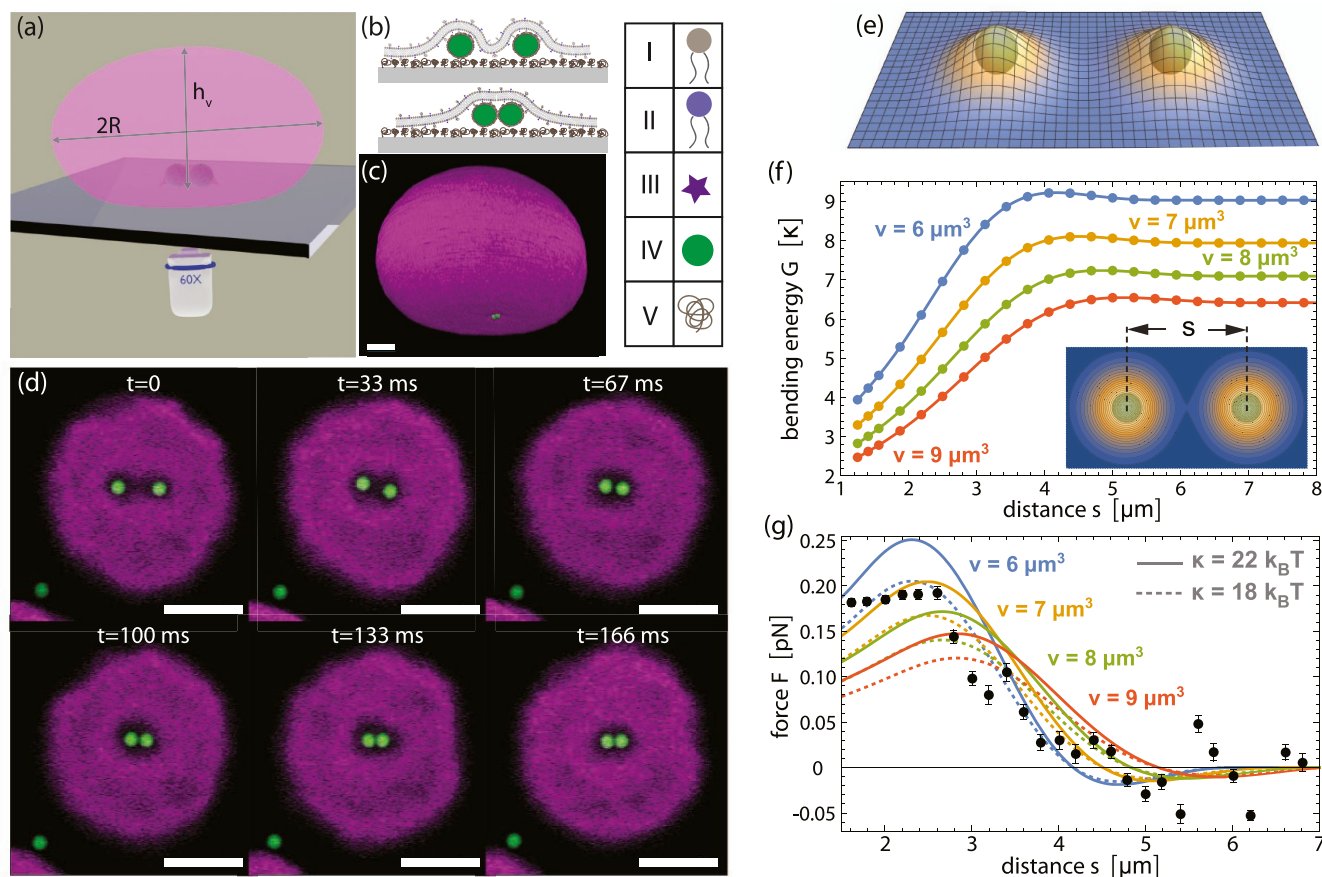 (a)
h_v
2R
60X
(b)
(c)
I
II
III
IV
V
(d)
t=0
t=33 ms
t=67 ms
t=100 ms
t=133 ms
t=166 ms
(e)
(f)
bending energy G [κ]
9
8
7
6
5
4
3
2
v = 6 μm³
v = 7 μm³
v = 8 μm³
v = 9 μm³
S
1 2 3 4 5 6 7 8
distance s [μm]
(g)
force F [pN]
0.25
0.20
0.15
0.10
0.05
0
-0.05
v = 6 μm³
v = 7 μm³
v = 8 μm³
v = 9 μm³
κ = 22 k_BT
κ = 18 k_BT
2 3 4 5 6 7
distance s [μm]